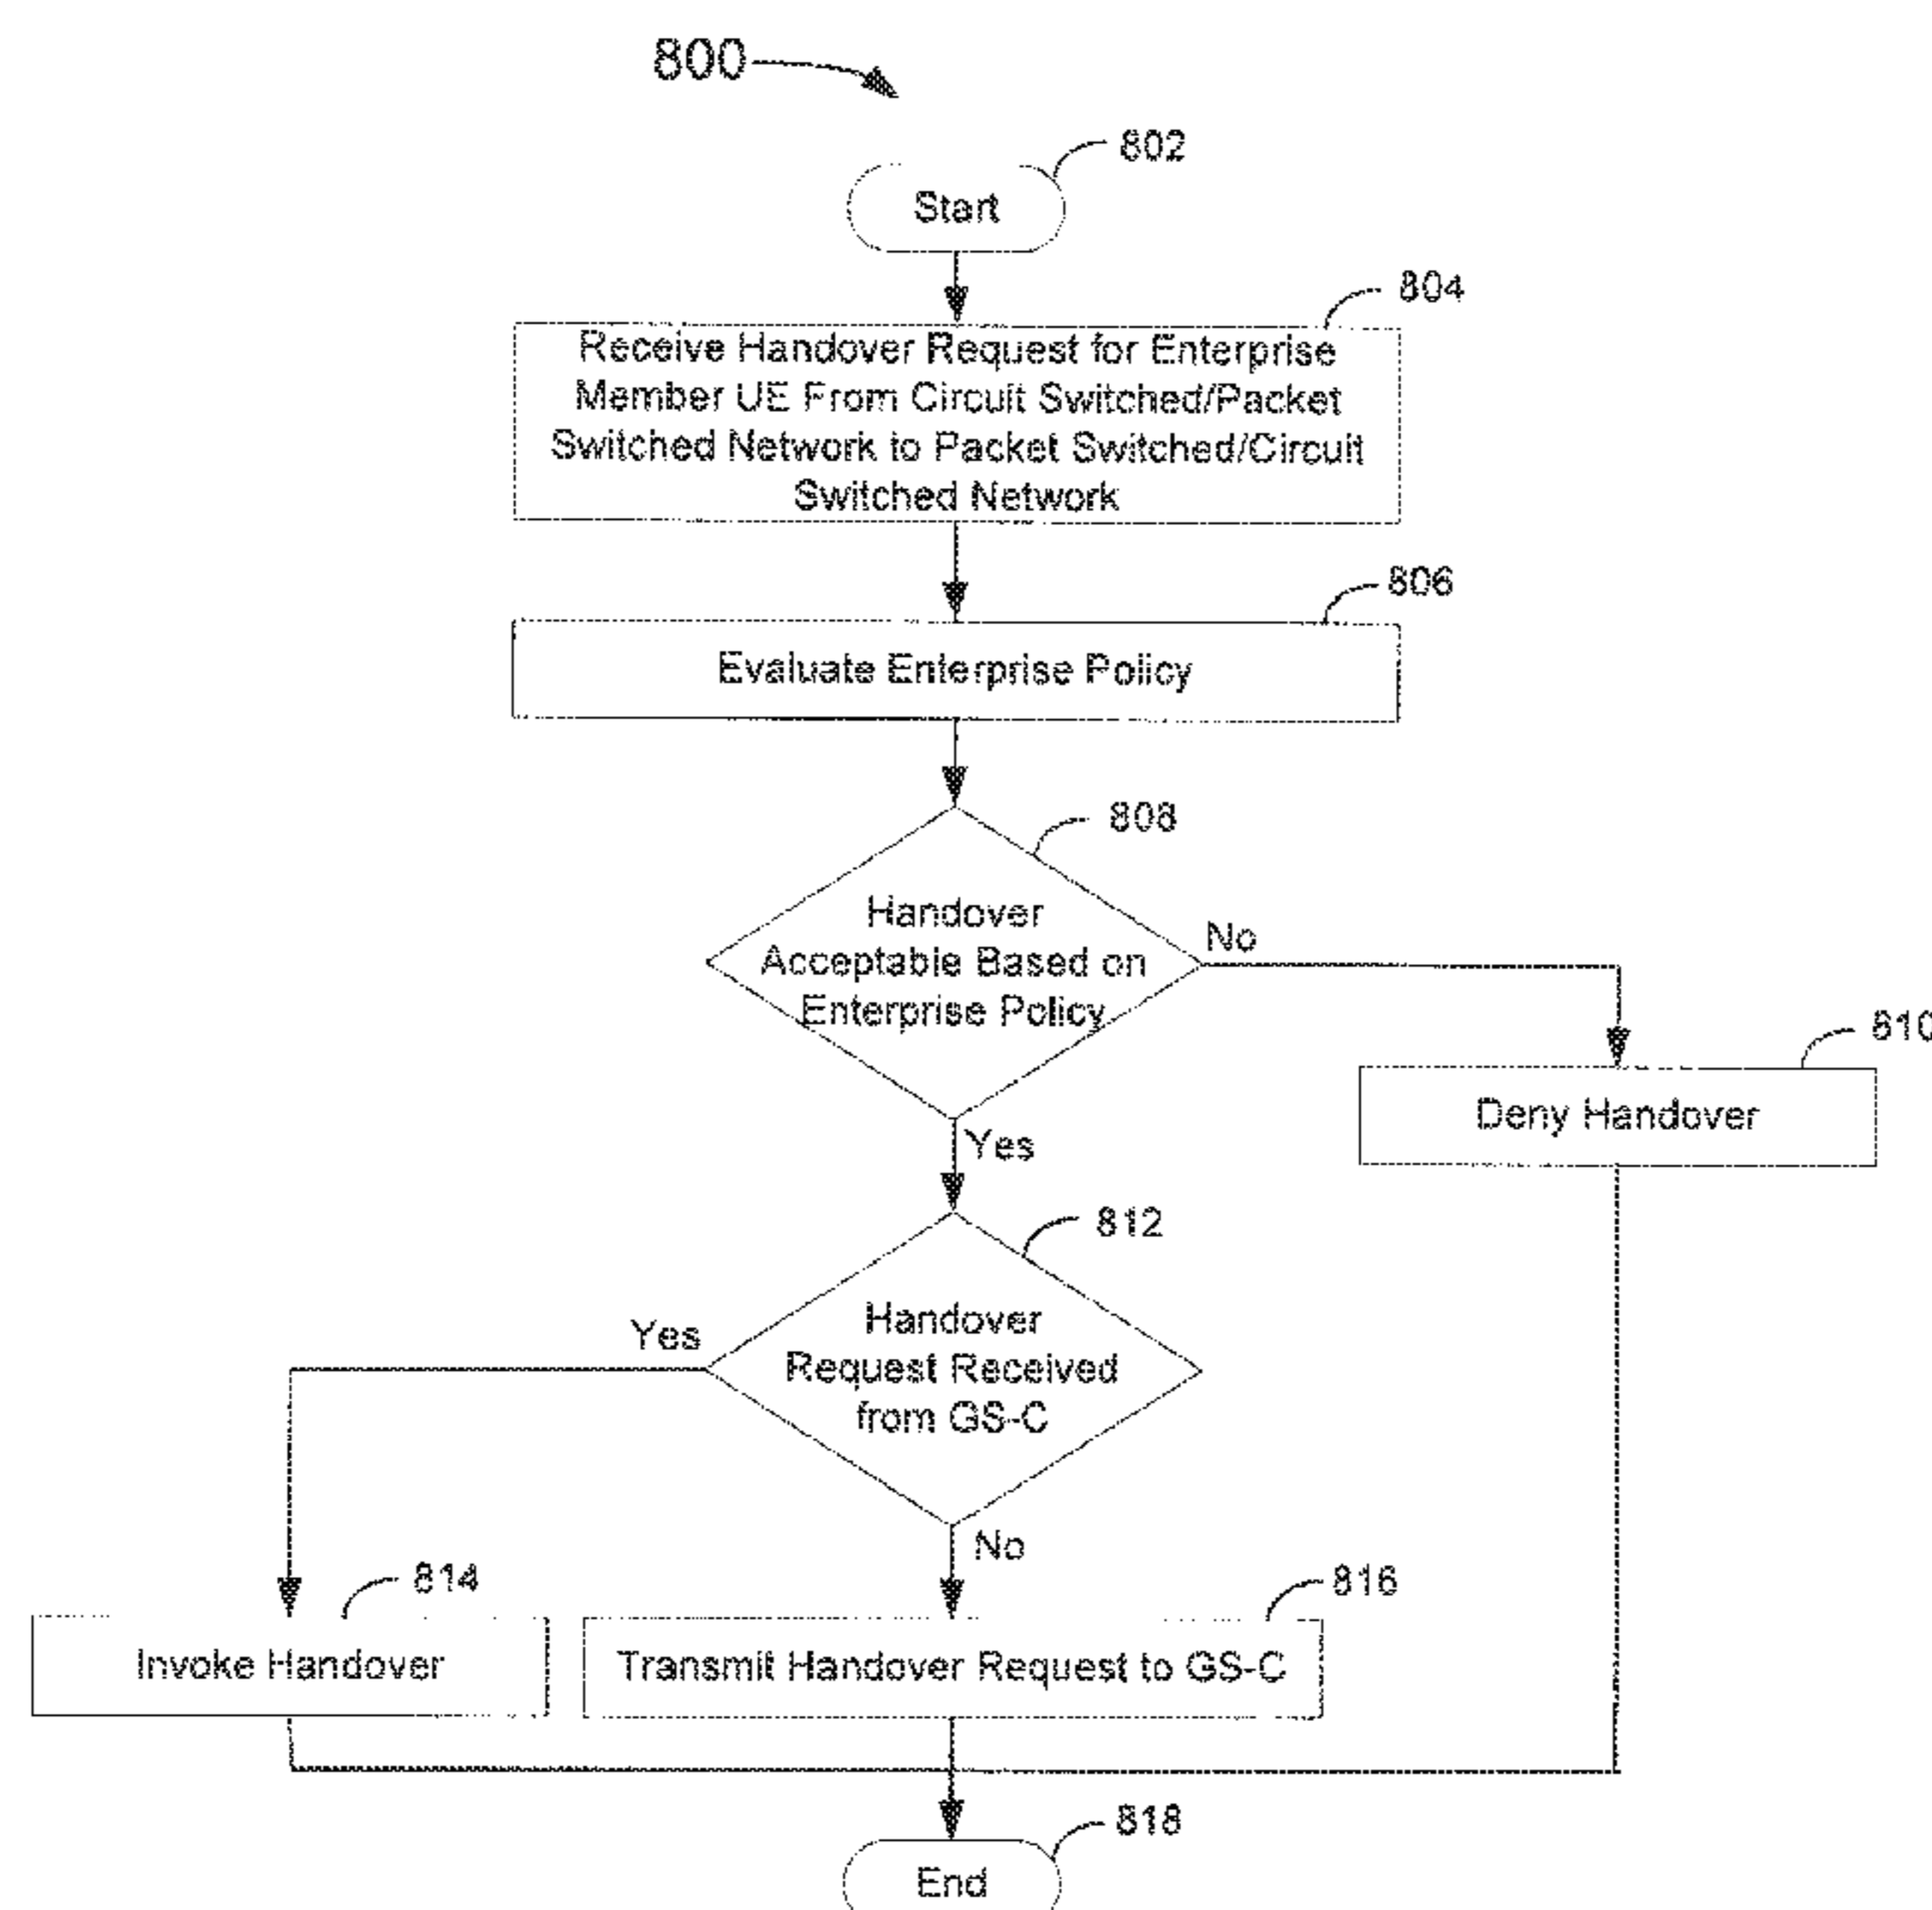 800
802
Start
804
Receive Handover Request for Enterprise
Member UE From Circuit Switched/Packet
Switched Network to Packet Switched/Circuit
Switched Network
806
Evaluate Enterprise Policy
808
Handover
Acceptable Based on
Enterprise Policy
No
810
Deny Handover
Yes
812
Handover
Request Received
from GS-C
Yes
No
814
Invoke Handover
816
Transmit Handover Request to GS-C
818
End